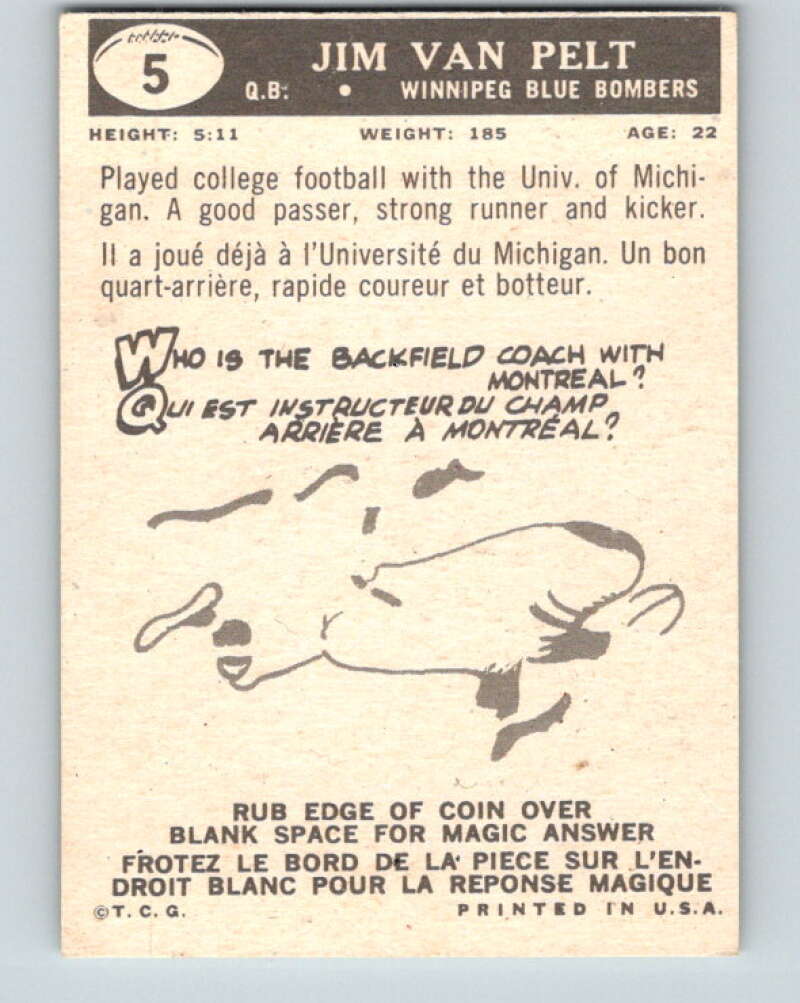 5
JIM VAN PELT
Q.B: • WINNIPEG BLUE BOMBERS
HEIGHT: 5:11 WEIGHT: 185 AGE: 22
Played college football with the Univ. of Michi-
gan. A good passer, strong runner and kicker.
Il a joué déjà à l'Université du Michigan. Un bon
quart-arrière, rapide coureur et botteur.
WHO IS THE BACKFIELD COACH WITH
MONTREAL?
QUI EST INSTRUCTEUR DU CHAMP
ARRIÈRE À MONTRÉAL?
RUB EDGE OF COIN OVER
BLANK SPACE FOR MAGIC ANSWER
FROTEZ LE BORD DE LA PIECE SUR L'EN-
DROIT BLANC POUR LA REPONSE MAGIQUE
©T.C.G. PRINTED IN U.S.A.